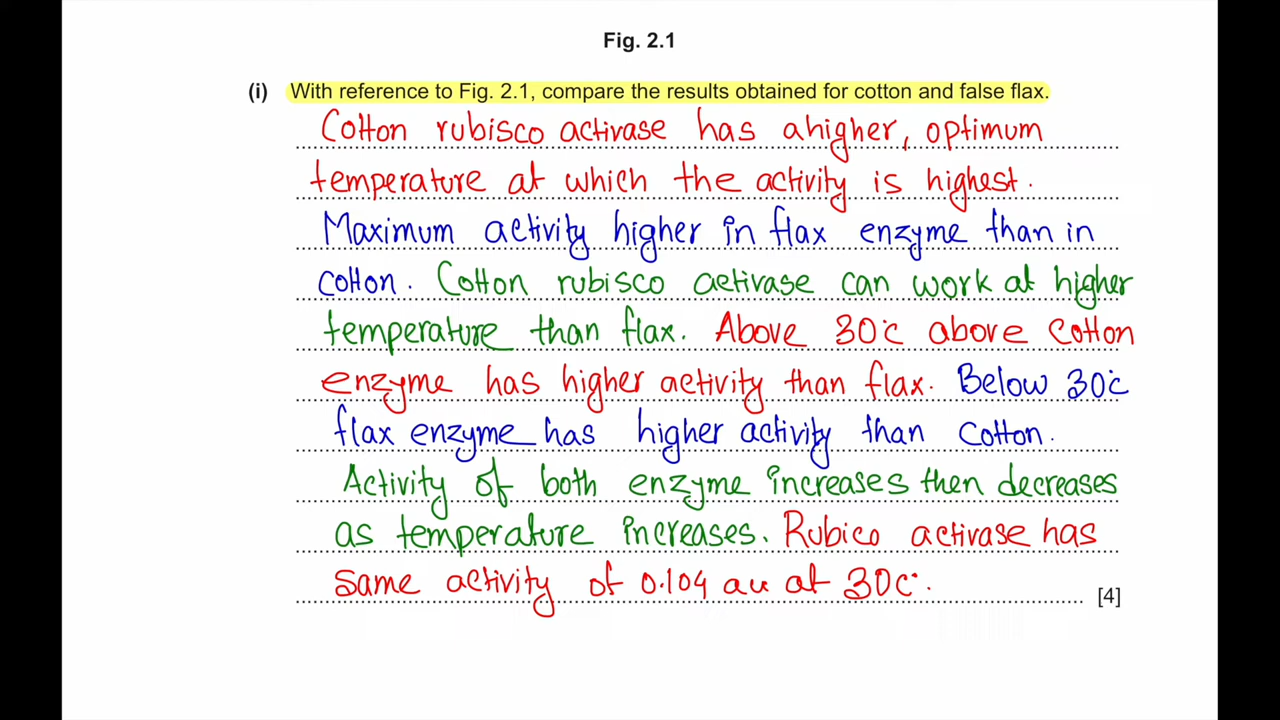 Fig. 2.1
(i) With reference to Fig. 2.1, compare the results obtained for cotton and false flax.
Cotton rubisco activase has a higher, optimum
temperature at which the activity is highest.
Maximum activity higher in flax enzyme than in
cotton. Cotton rubisco activase can work at higher
temperature than flax. Above 30°c above cotton
enzyme has higher activity than flax. Below 30°c
flax enzyme has higher activity than cotton.
Activity of both enzyme increases then decreases
as temperature increases. Rubico activase has
same activity of 0.104 au at 30c°.
[4]